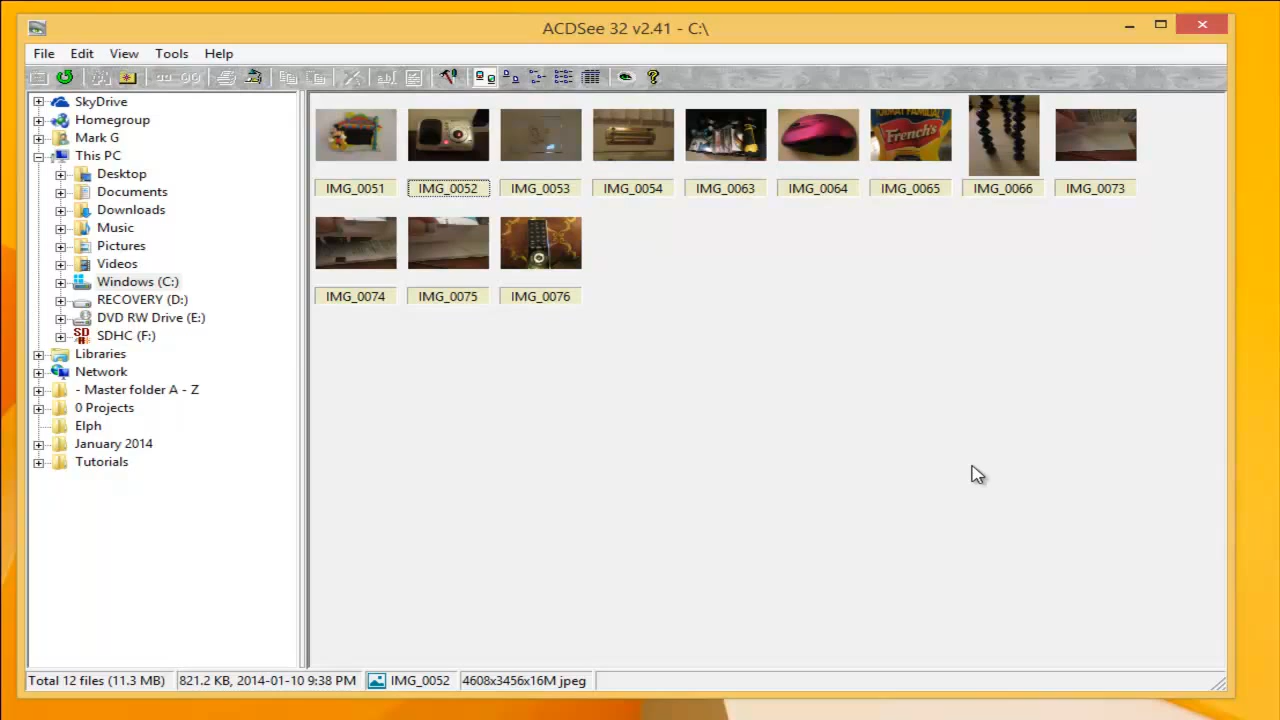 ACDSee 32 v2.41 - C:\
File Edit View Tools Help
SkyDrive
Homegroup
Mark G
This PC
Desktop
Documents
Downloads
Music
Pictures
Videos
Windows (C:)
RECOVERY (D:)
DVD RW Drive (E:)
SDHC (F:)
Libraries
Network
- Master folder A - Z
0 Projects
Elph
January 2014
Tutorials
French's
IMG_0051 IMG_0052 IMG_0053 IMG_0054 IMG_0063 IMG_0064 IMG_0065 IMG_0066 IMG_0073
IMG_0074 IMG_0075 IMG_0076
Total 12 files (11.3 MB) 821.2 KB, 2014-01-10 9:38 PM IMG_0052 4608x3456x16M jpeg